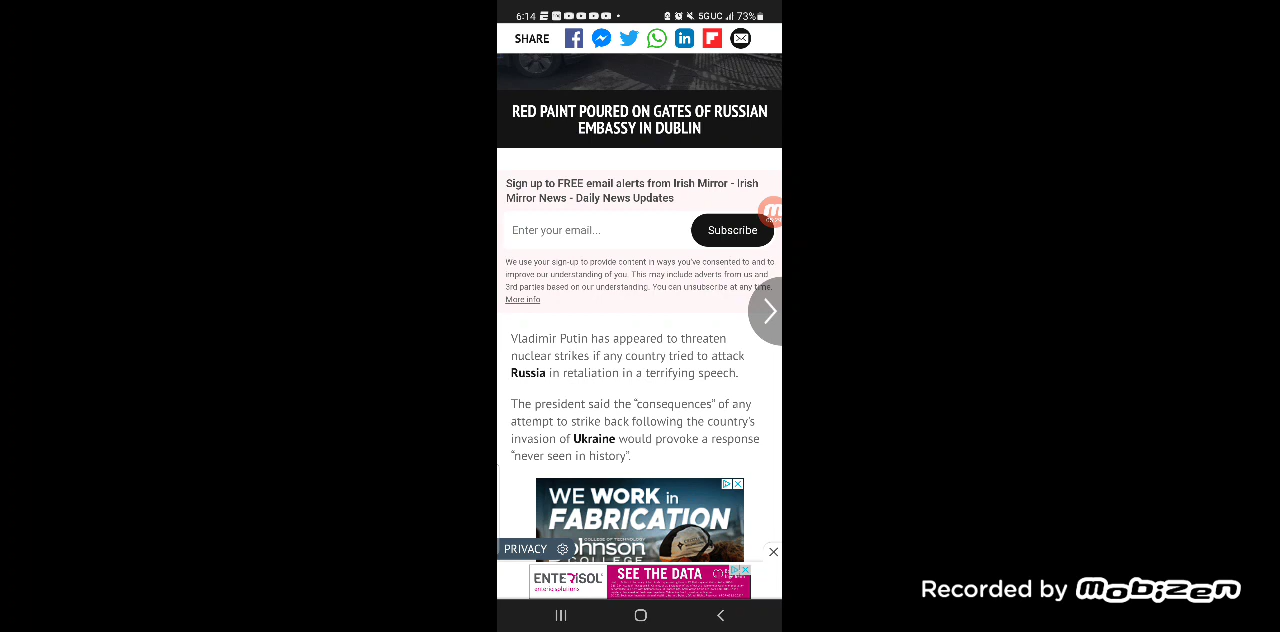 6:14 5GUC 73%
SHARE
RED PAINT POURED ON GATES OF RUSSIAN
EMBASSY IN DUBLIN
Sign up to FREE email alerts from Irish Mirror - Irish
Mirror News - Daily News Updates
Enter your email...
Subscribe
We use your sign-up to provide content in ways you've consented to and to
improve our understanding of you. This may include adverts from us and
3rd parties based on our understanding. You can unsubscribe at any time.
More info
Vladimir Putin has appeared to threaten
nuclear strikes if any country tried to attack
Russia in retaliation in a terrifying speech.
The president said the “consequences” of any
attempt to strike back following the country's
invasion of Ukraine would provoke a response
“never seen in history”.
WE WORK in
FABRICATION
COLLEGE OF TECHNOLOGY
PRIVACY
COLLEGE
ENTERISOL
SEE THE DATA
Recorded by mobizen